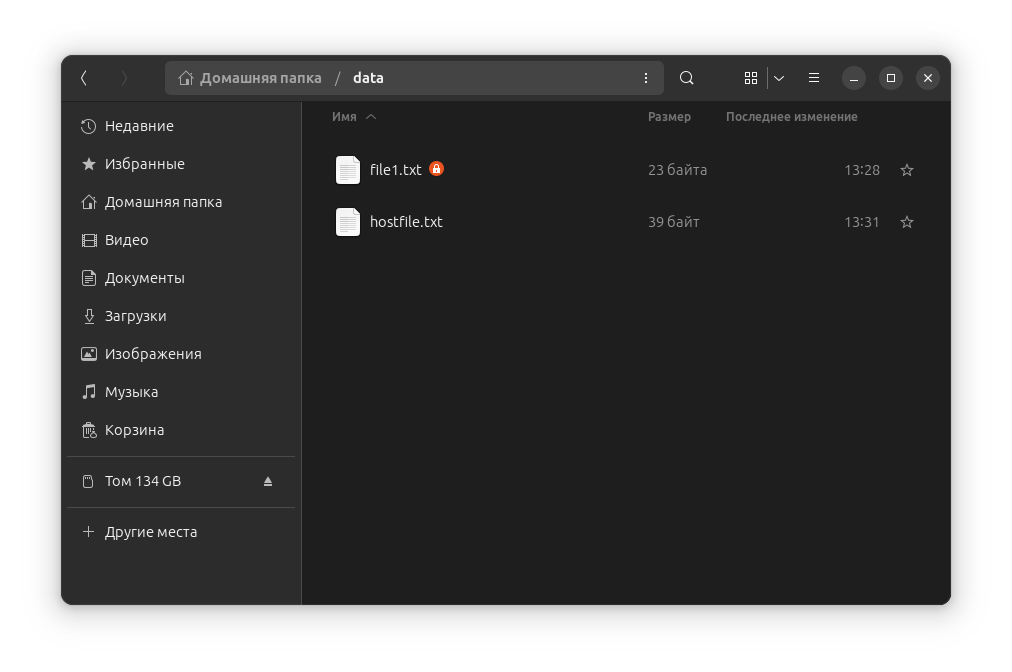 Домашняя папка / data
Недавние
Избранные
Домашняя папка
Видео
Документы
Загрузки
Изображения
Музыка
Корзина
Том 134 GB
Другие места
Имя Размер Последнее изменение
file1.txt 23 байта 13:28
hostfile.txt 39 байт 13:31